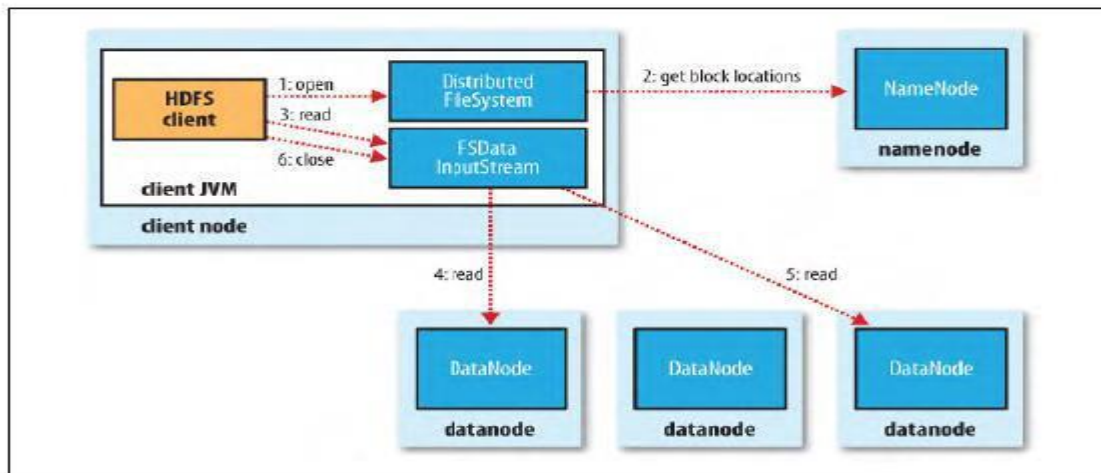 HDFS
client
1: open
3: read
6: close
Distributed
FileSystem
FSData
InputStream
2: get block locations
NameNode
namenode
client JVM
client node
4: read
5: read
DataNode
datanode
DataNode
datanode
DataNode
datanode